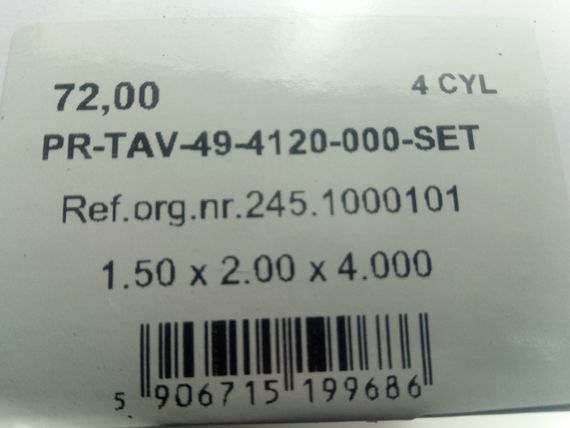 72,00 4 CYL
PR-TAV-49-4120-000-SET
Ref.org.nr.245.1000101
1.50 x 2.00 x 4.000
5 906715 199686